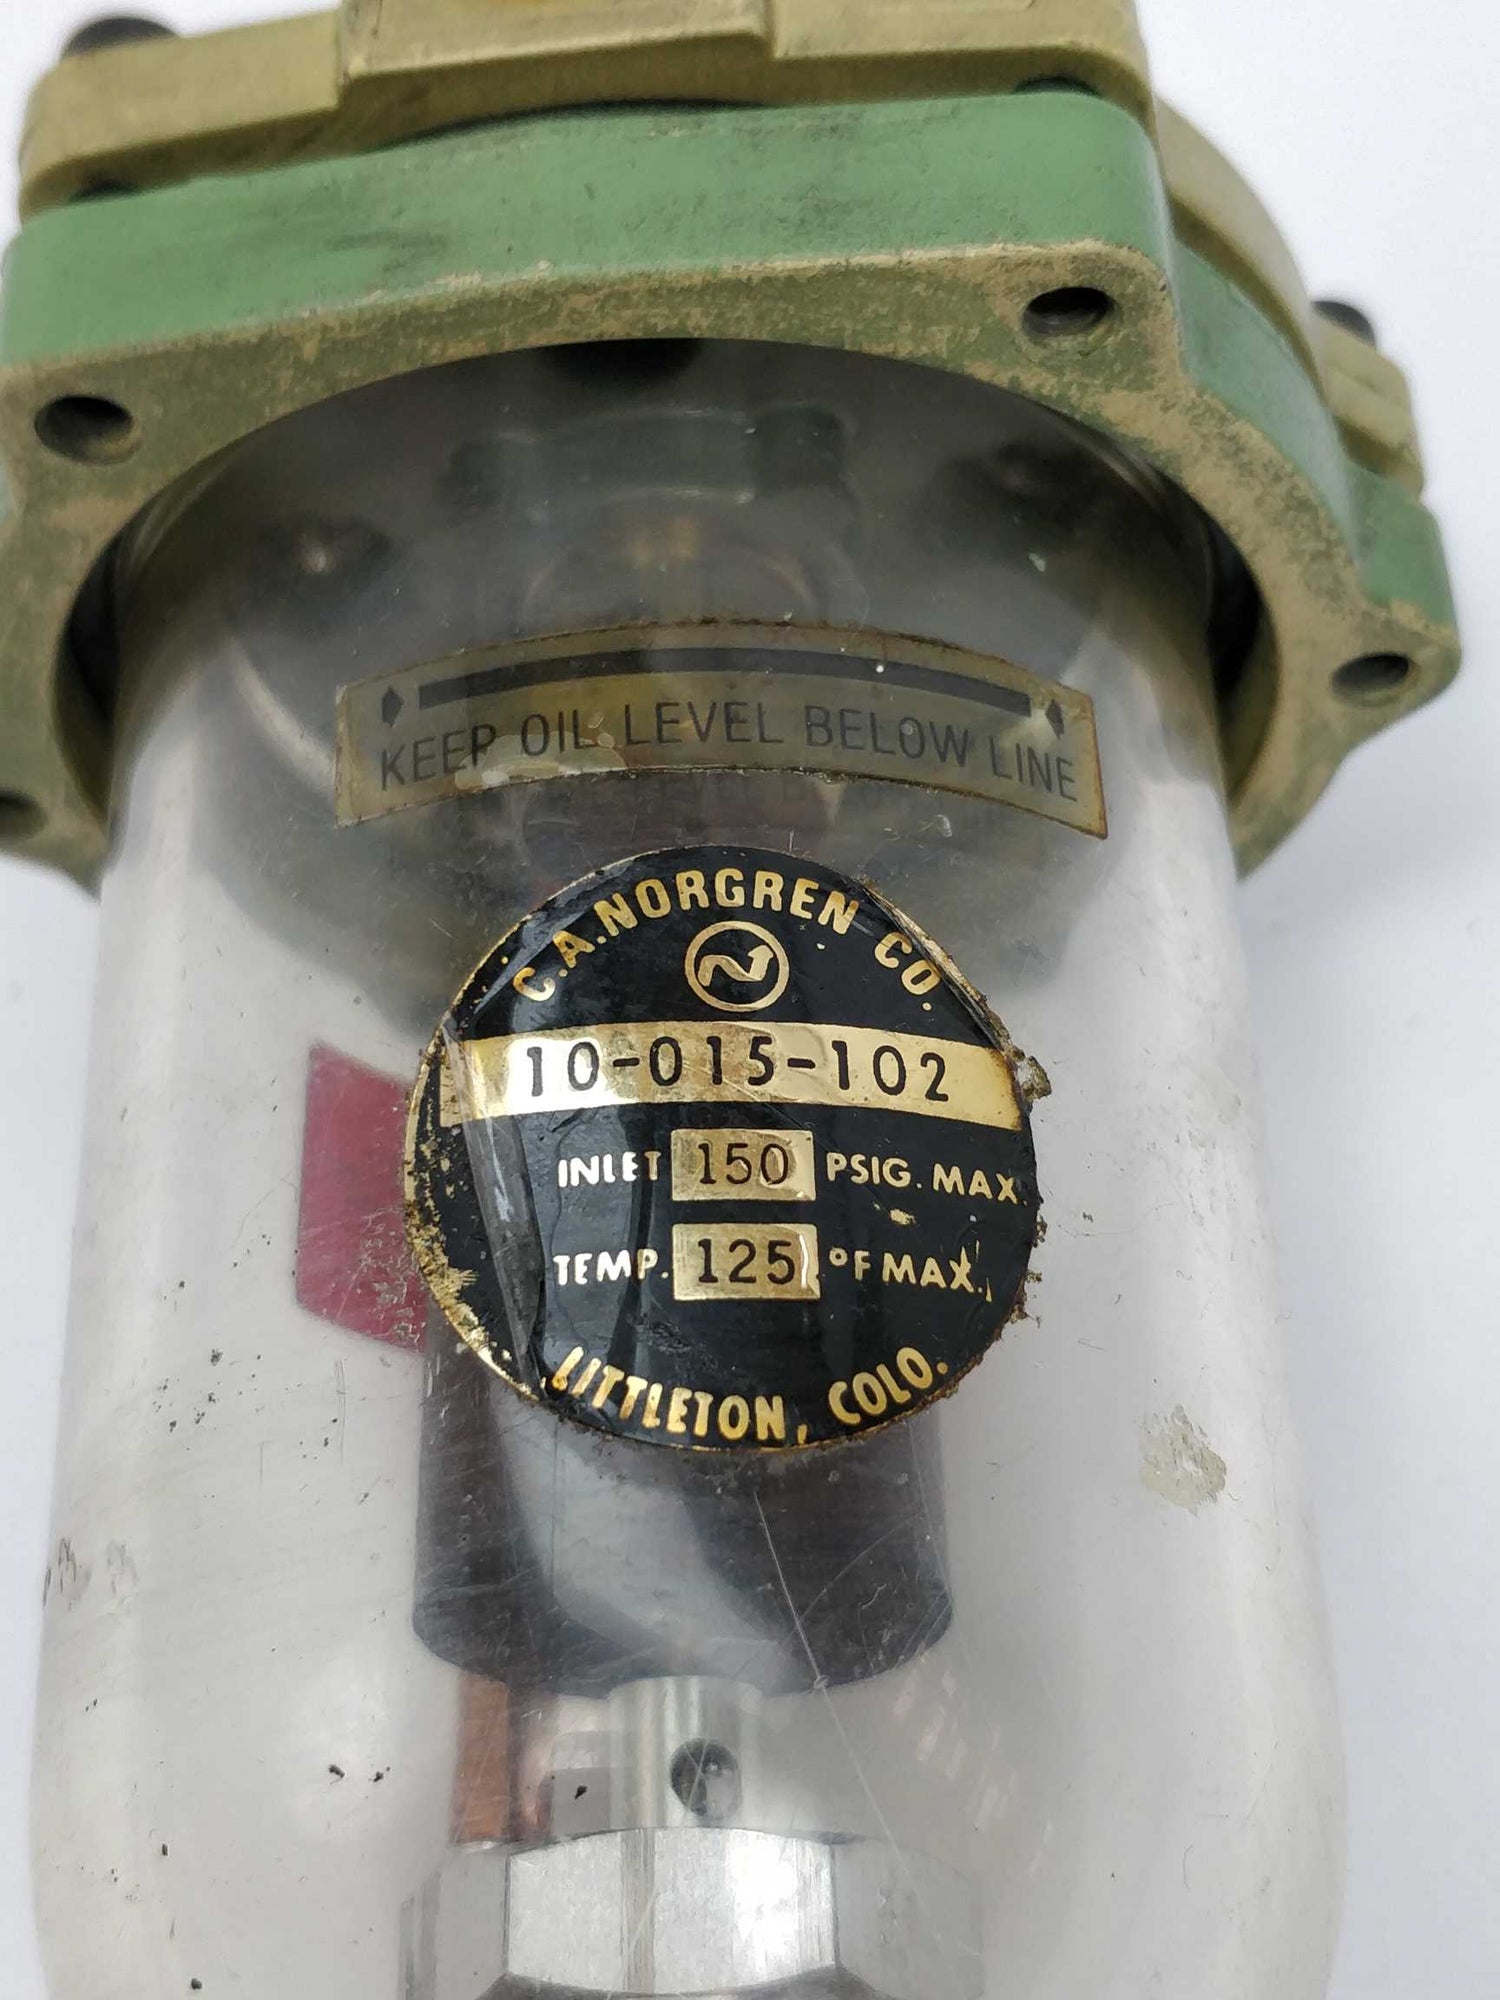 KEEP OIL LEVEL BELOW LINE
C.A.NORGREN CO.
10-015-102
INLET 150 PSIG. MAX.
TEMP. 125 °F MAX.
LITTLETON, COLO.